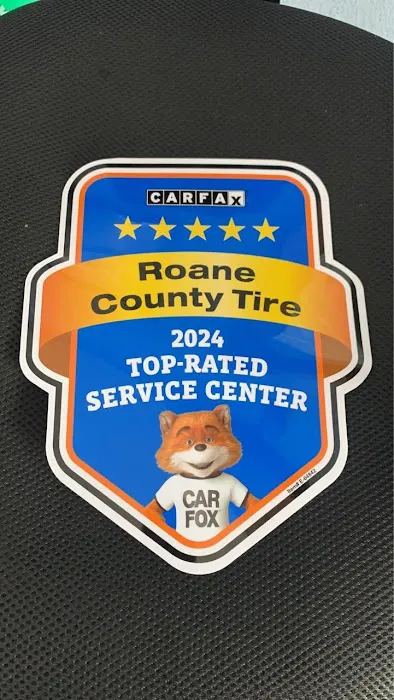 CARFAX
Roane
County Tire
2024
TOP-RATED
SERVICE CENTER
CAR
FOX